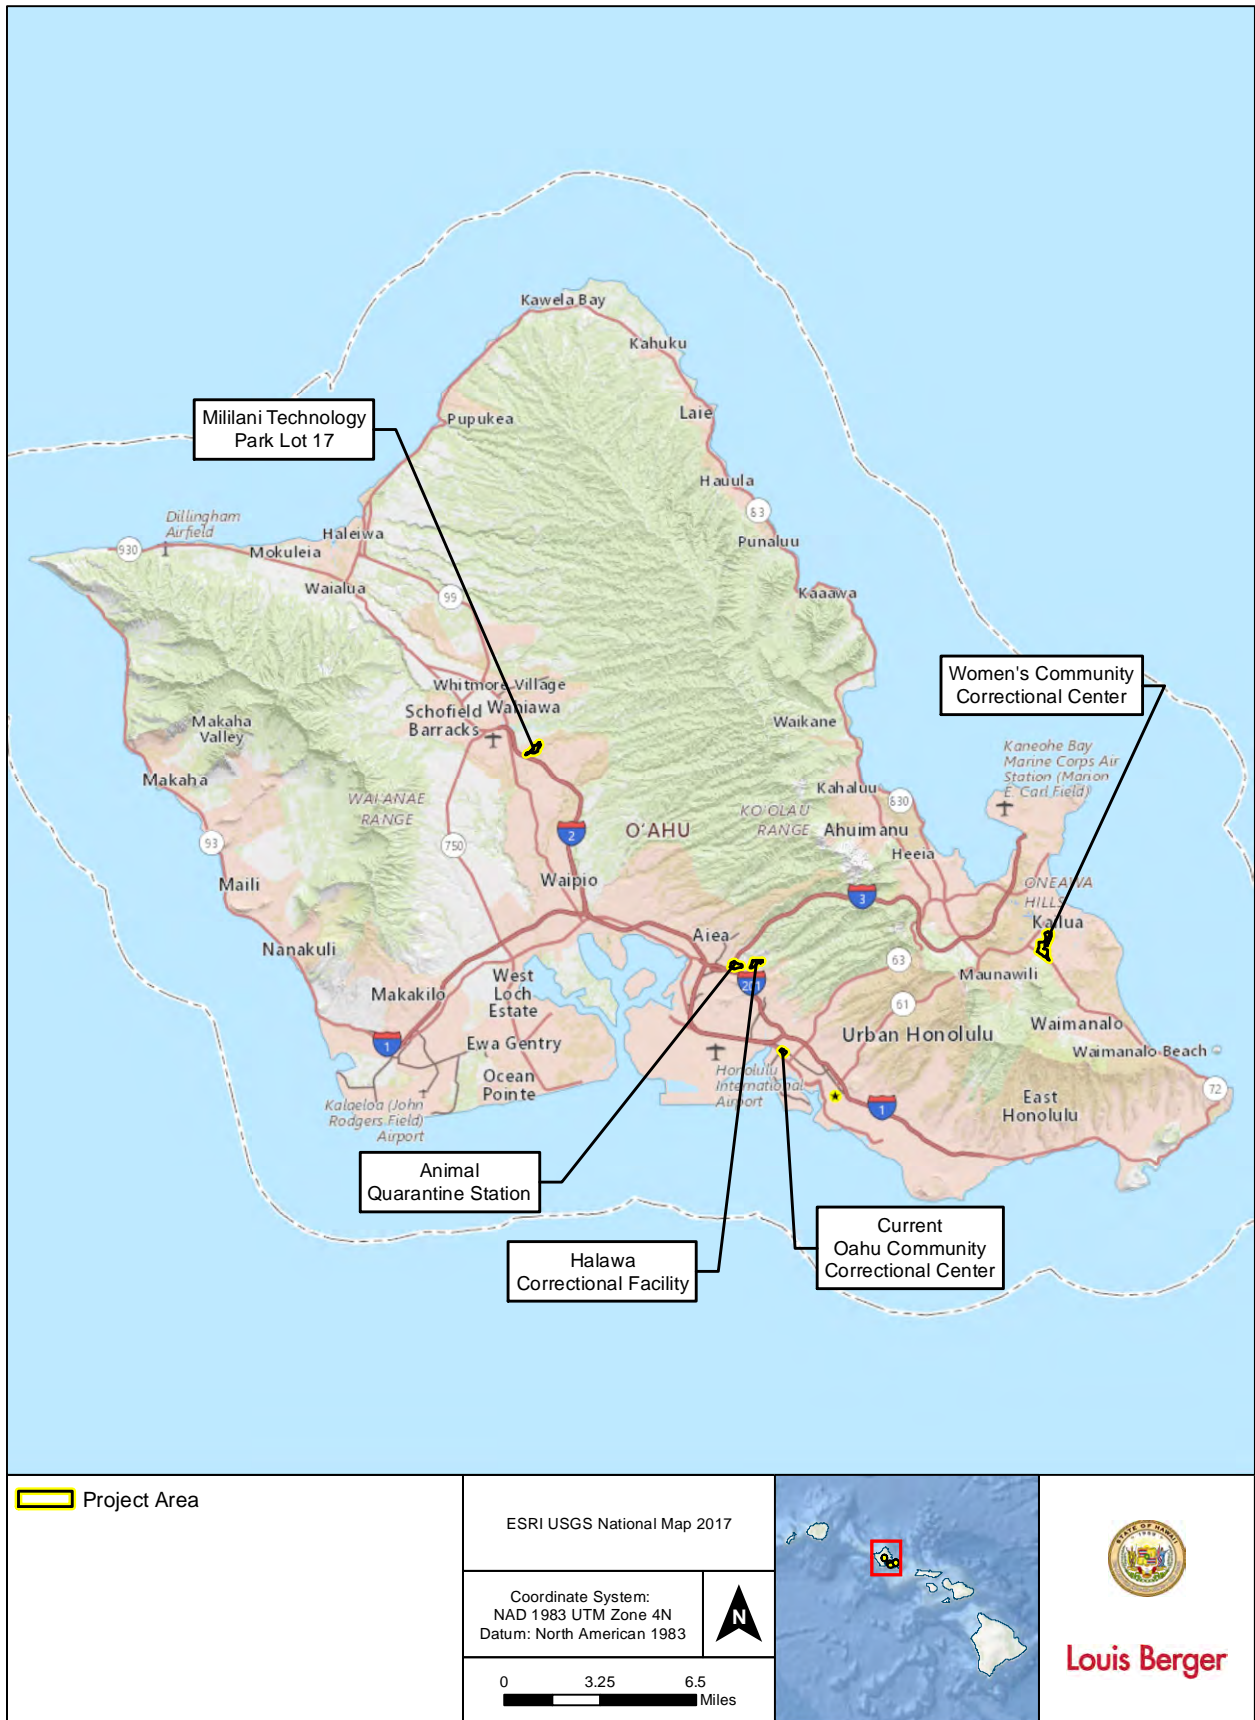 Kawela Bay
Kahuku
Mililani Technology
Park Lot 17
Pupukea
Laie
Hauula
83
Dillingham
Airfield
Haleiwa
930
Mokuleia
Punaluu
Waialua
99
Kaaawa
Women's Community
Correctional Center
Whitmore Village
Schofield
Barracks
Wahiawa
Makaha
Valley
Waikane
Kaneohe Bay
Marine Corps Air
Station (Marion
E. Carl Field)
Makaha
WAI'ANAE
RANGE
Kahaluu
830
KO'OLAU
RANGE
O'AHU
Ahuimanu
2
93
750
Heeia
Waipio
Maili
3
ONEAWA
HILLS
Kailua
Aiea
Nanakuli
63
Maunawili
West
Loch
Estate
201
Makakilo
61
Waimanalo
Urban Honolulu
1
Ewa Gentry
Waimanalo Beach
Honolulu
International
Airport
Ocean
Pointe
72
East
Honolulu
Kalaeloa (John
Rodgers Field)
Airport
1
Animal
Quarantine Station
Current
Oahu Community
Correctional Center
Halawa
Correctional Facility
Project Area
ESRI USGS National Map 2017
Coordinate System:
NAD 1983 UTM Zone 4N
Datum: North American 1983
N
0 3.25 6.5
Miles
STATE OF HAWAII
1959
Louis Berger